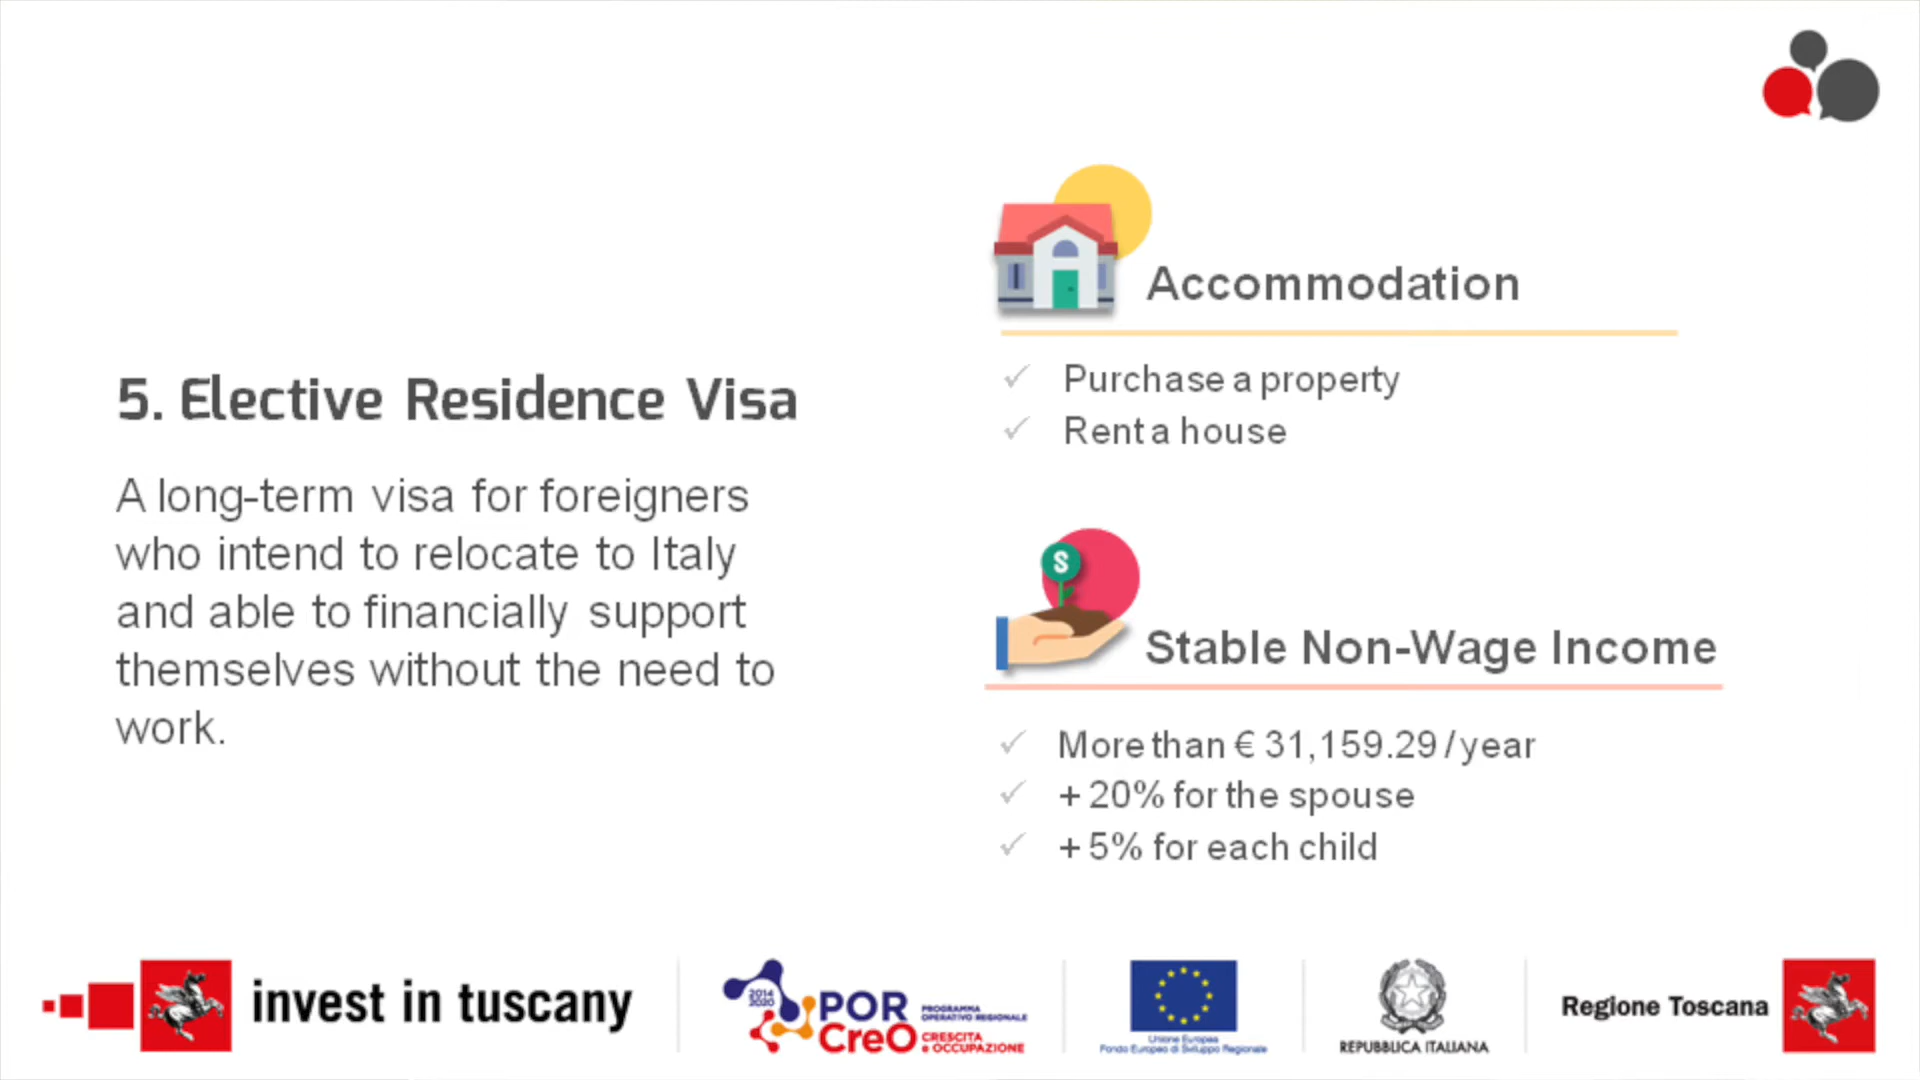 5. Elective Residence Visa
A long-term visa for foreigners
who intend to relocate to Italy
and able to financially support
themselves without the need to
work.
Accommodation
Purchase a property
Rent a house
S
Stable Non-Wage Income
More than € 31,159.29 / year
+ 20% for the spouse
+ 5% for each child
invest in tuscany
2014
2020
POR
CreO
PROGRAMMA
OPERATIVO REGIONALE
CRESCITA
e OCCUPAZIONE
Unione Europea
Fondo Europeo di Sviluppo Regionale
REPUBBLICA ITALIANA
Regione Toscana